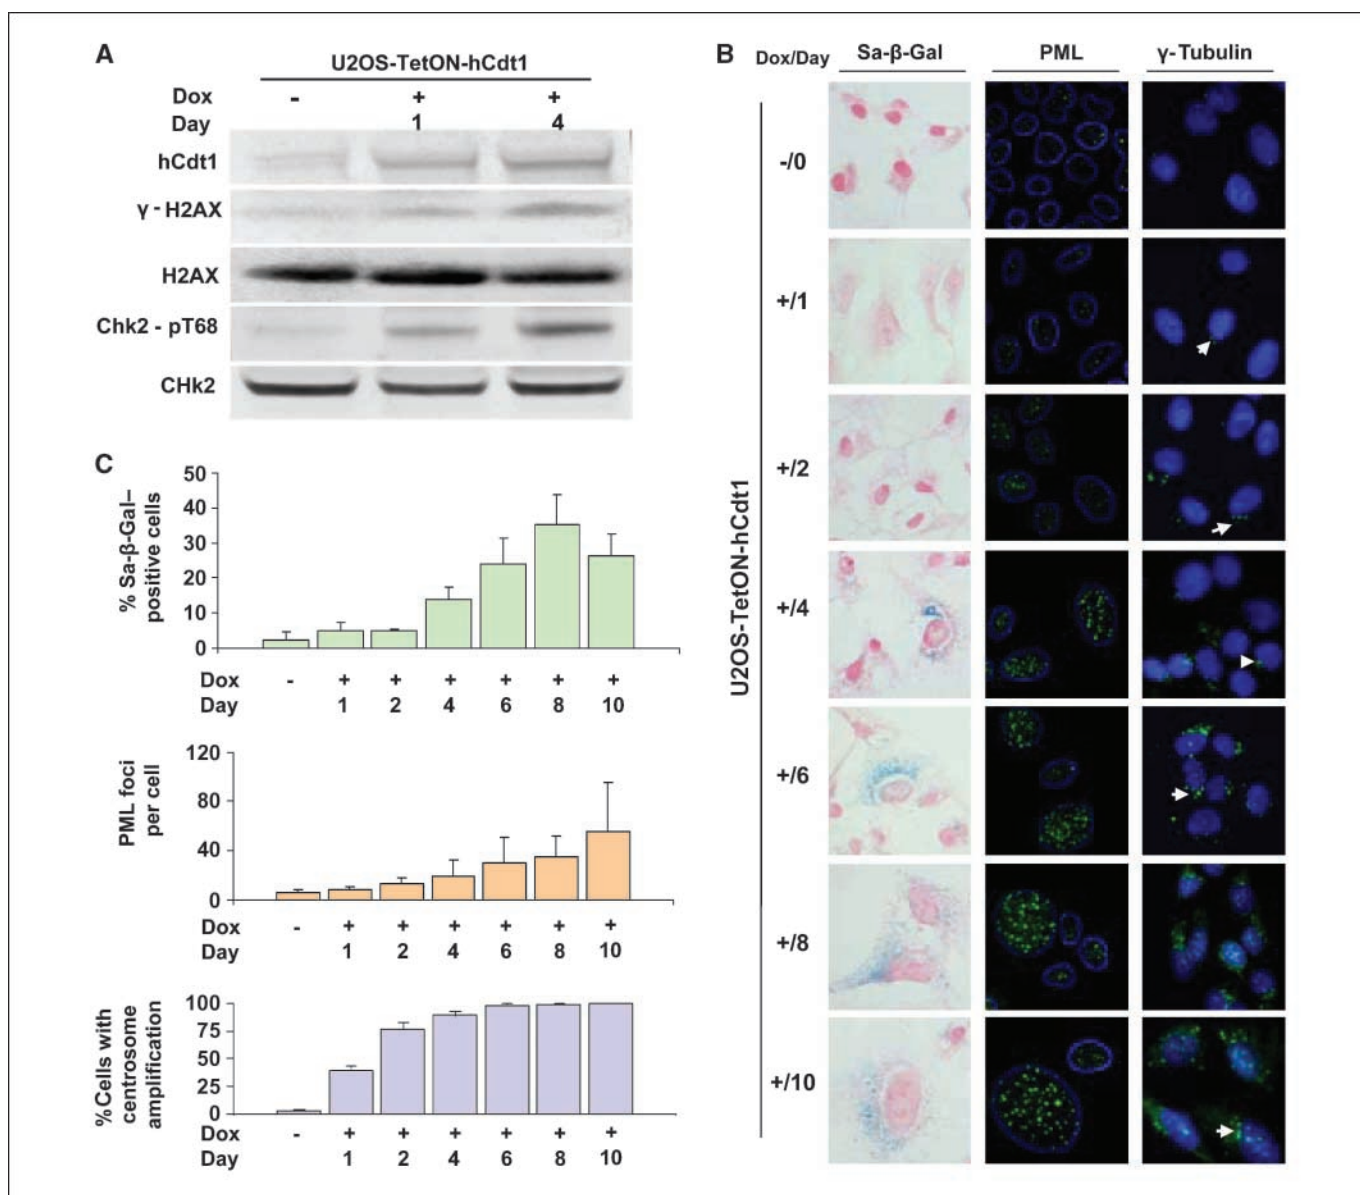 A
U2OS-TetON-hCdt1
Dox - + +
Day 1 4
hCdt1
γ - H2AX
H2AX
Chk2 - pT68
CHk2
B
Dox/Day Sa-β-Gal PML γ-Tubulin
U2OS-TetON-hCdt1
-/0
+/1
+/2
+/4
+/6
+/8
+/10
C
% Sa-β-Gal–
positive cells
50
40
30
20
10
0
Dox - + + + + + +
Day 1 2 4 6 8 10
PML foci
per cell
120
80
40
0
Dox - + + + + + +
Day 1 2 4 6 8 10
%Cells with
centrosome
amplification
100
75
50
25
0
Dox - + + + + + +
Day 1 2 4 6 8 10